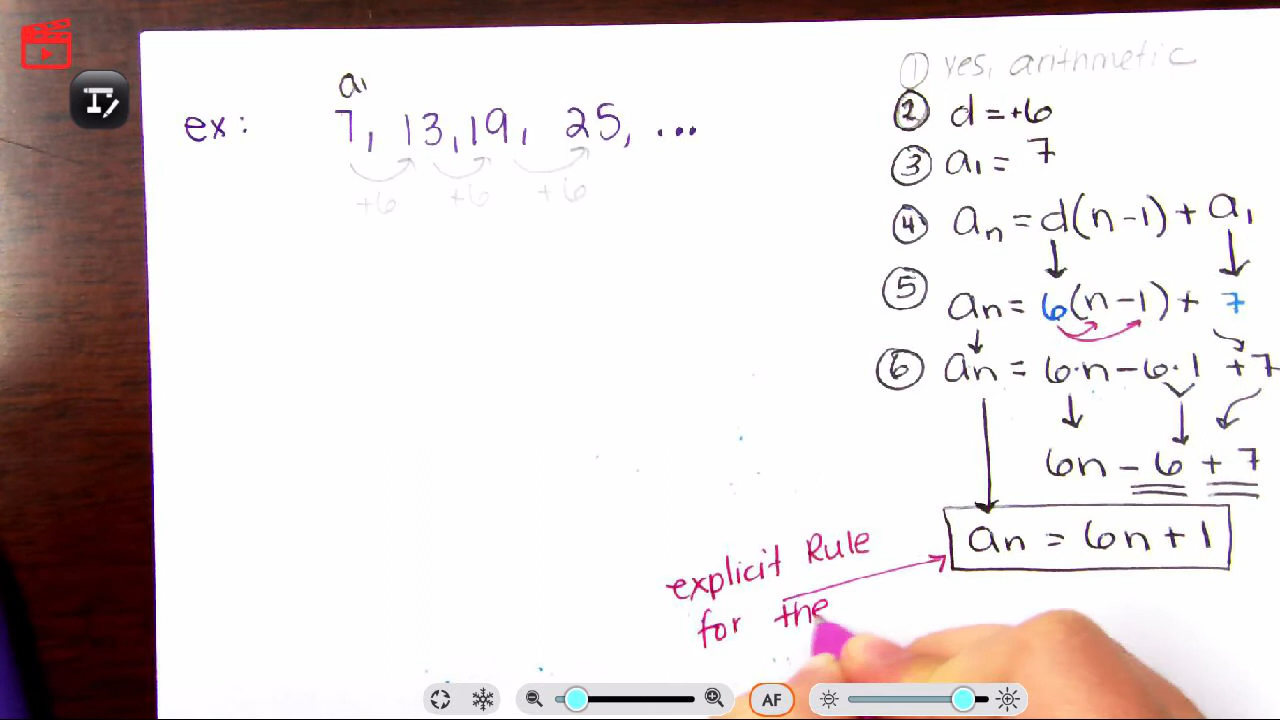 a₁
ex: 7, 13, 19, 25, ...
+6 +6 +6
① yes, arithmetic
② d = +6
③ a₁ = 7
④ aₙ = d(n-1) + a₁
⑤ aₙ = 6(n-1) + 7
⑥ aₙ = 6·n - 6·1 + 7
6n - 6 + 7
aₙ = 6n + 1
explicit Rule
for the
AF